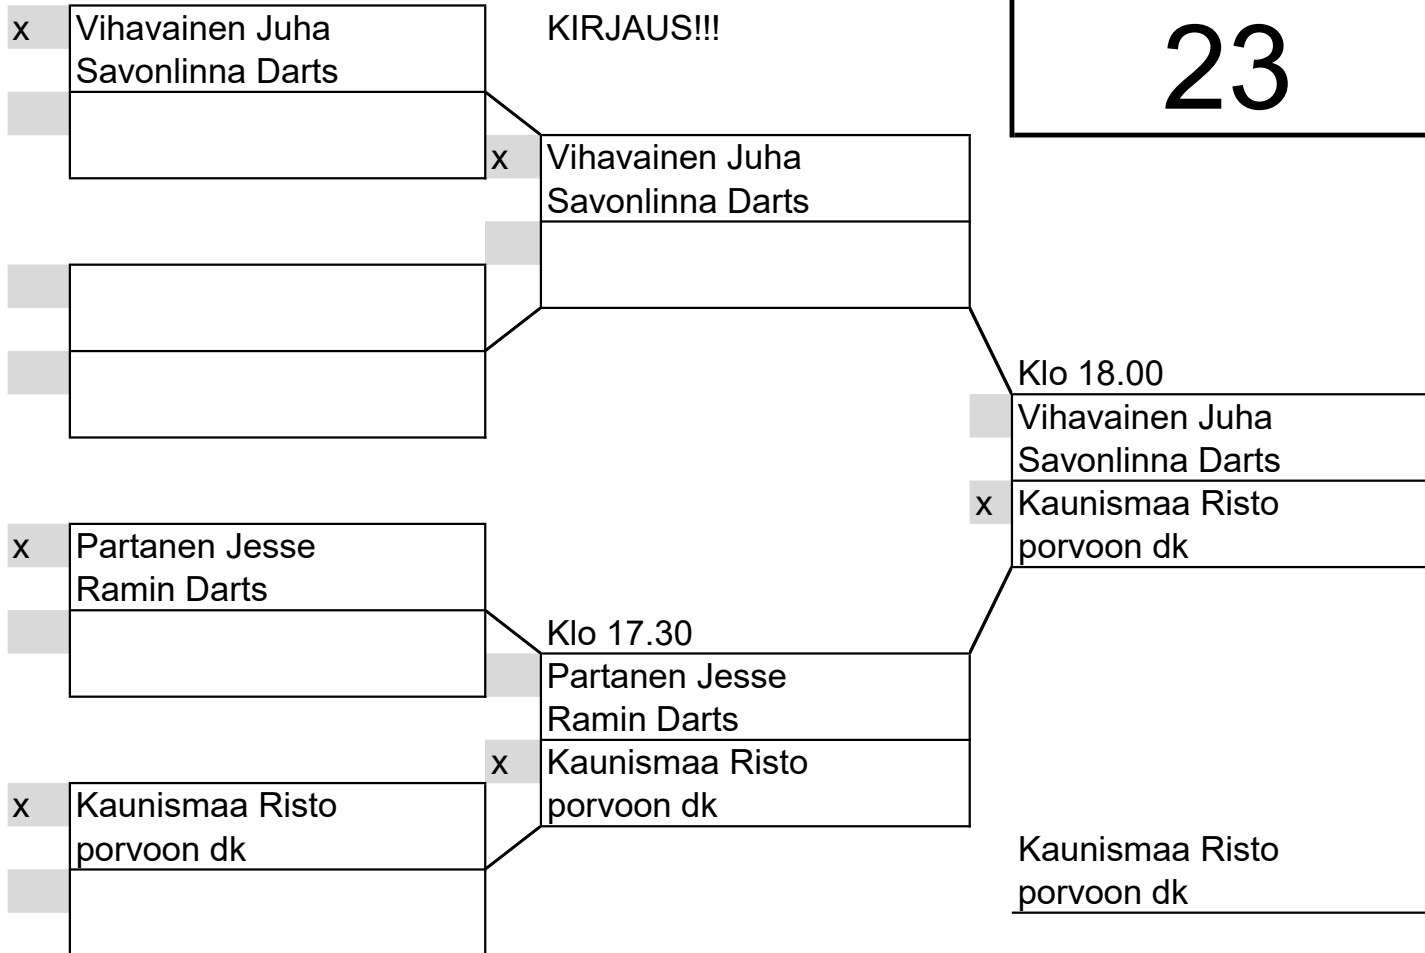 x
Vihavainen Juha
Savonlinna Darts
KIRJAUS!!!
23
x
Vihavainen Juha
Savonlinna Darts
Klo 18.00
Vihavainen Juha
Savonlinna Darts
x
Kaunismaa Risto
porvoon dk
x
Partanen Jesse
Ramin Darts
Klo 17.30
Partanen Jesse
Ramin Darts
x
Kaunismaa Risto
porvoon dk
x
Kaunismaa Risto
porvoon dk
Kaunismaa Risto
porvoon dk